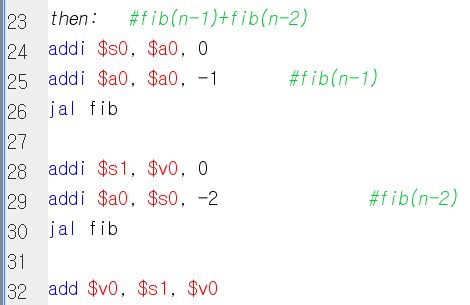 23 then: #fib(n-1)+fib(n-2)
24 addi $s0, $a0, 0
25 addi $a0, $a0, -1 #fib(n-1)
26 jal fib
27
28 addi $s1, $v0, 0
29 addi $a0, $s0, -2 #fib(n-2)
30 jal fib
31
32 add $v0, $s1, $v0